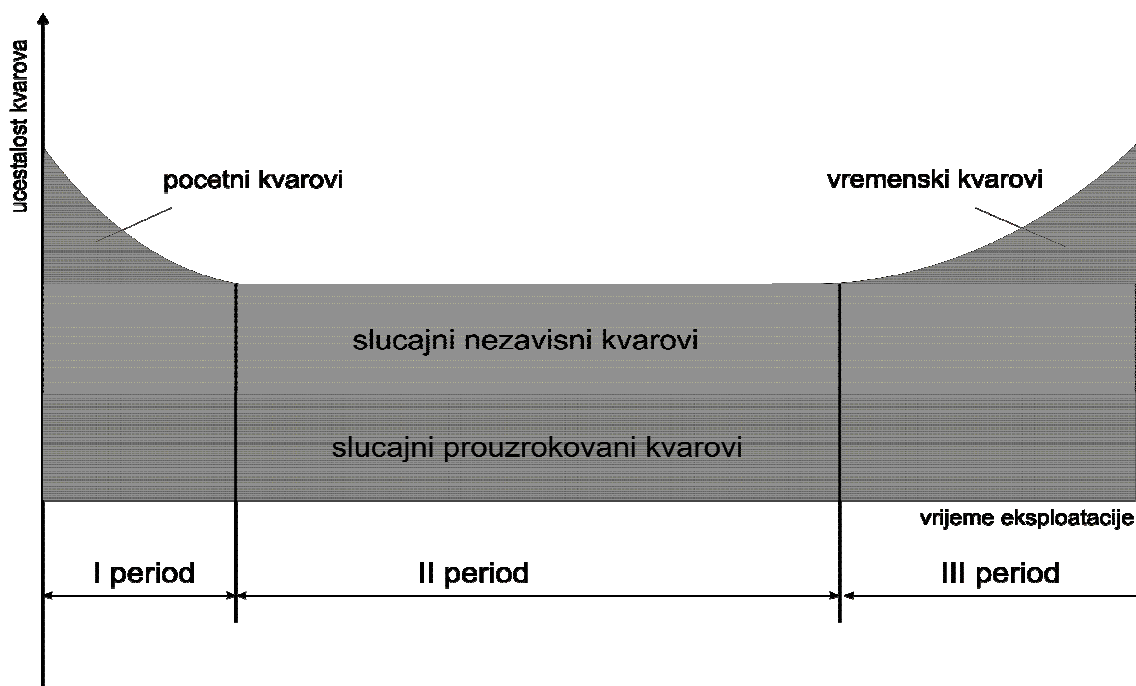 ucestalost kvarova
pocetni kvarovi
vremenski kvarovi
slucajni nezavisni kvarovi
slucajni prouzrokovani kvarovi
vrijeme eksploatacije
I period
II period
III period